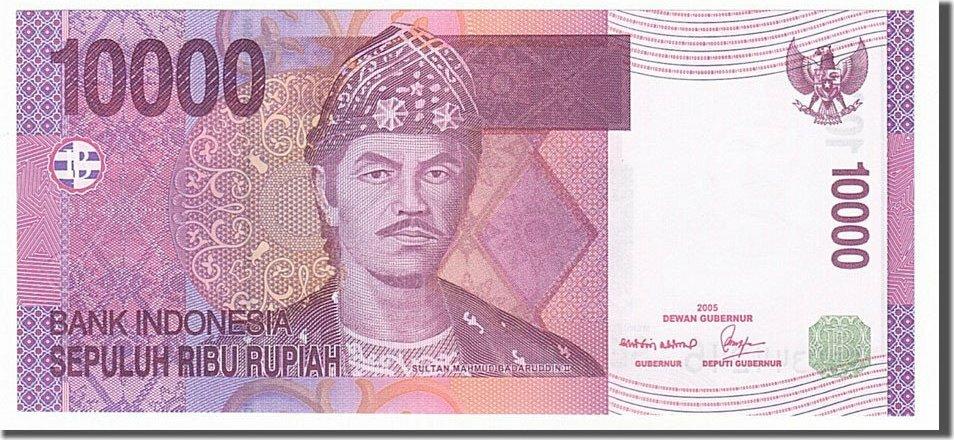 10000
10000
BANK INDONESIA
SEPULUH RIBU RUPIAH
SULTAN MAHMUD BADARUDDIN II
2005
DEWAN GUBERNUR
GUBERNUR DEPUTI GUBERNUR